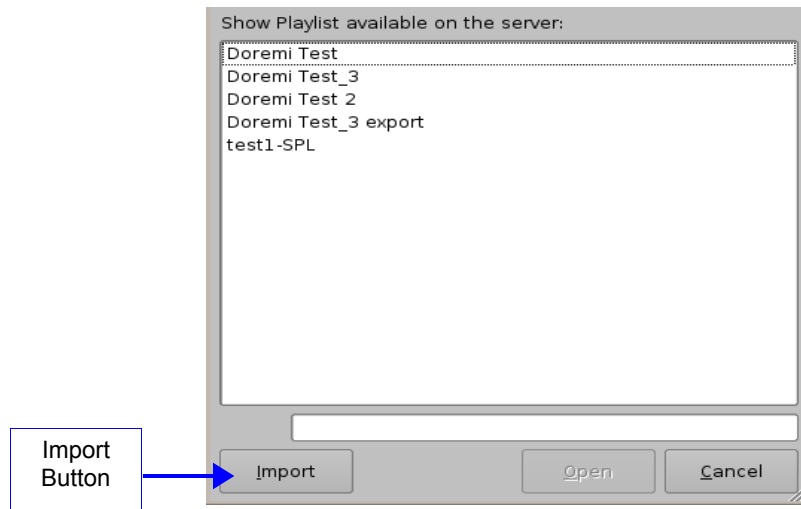 Show Playlist available on the server:
Doremi Test
Doremi Test_3
Doremi Test 2
Doremi Test_3 export
test1-SPL
Import
Button
Import
Open
Cancel